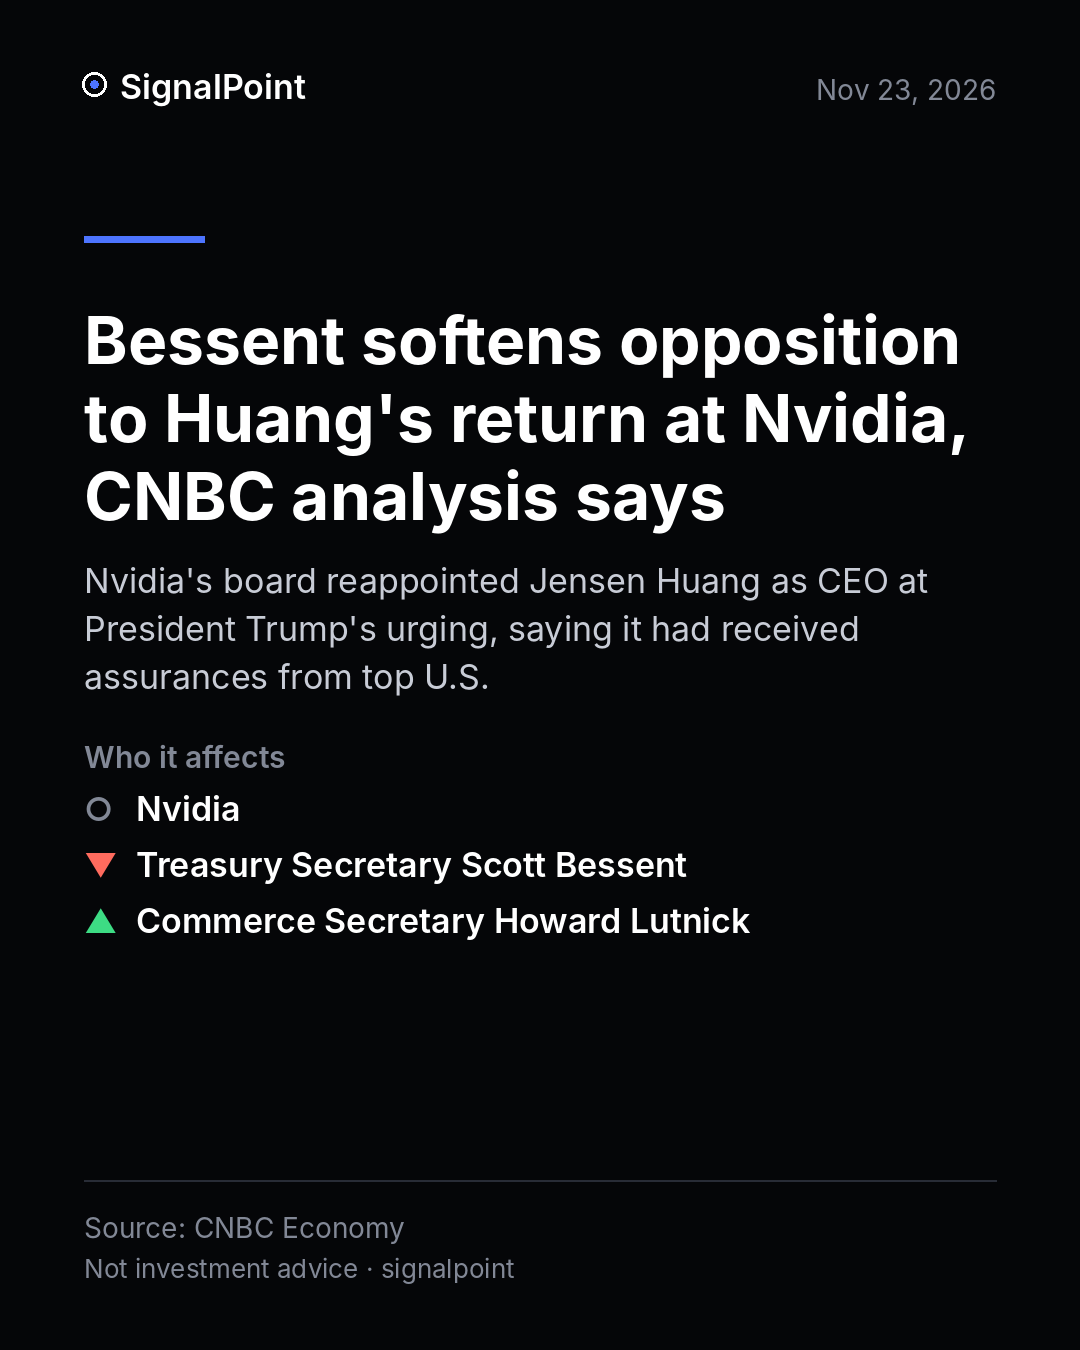 SignalPoint
Nov 23, 2026
Bessent softens opposition
to Huang's return at Nvidia,
CNBC analysis says
Nvidia's board reappointed Jensen Huang as CEO at
President Trump's urging, saying it had received
assurances from top U.S.
Who it affects
Nvidia
Treasury Secretary Scott Bessent
Commerce Secretary Howard Lutnick
Source: CNBC Economy
Not investment advice · signalpoint